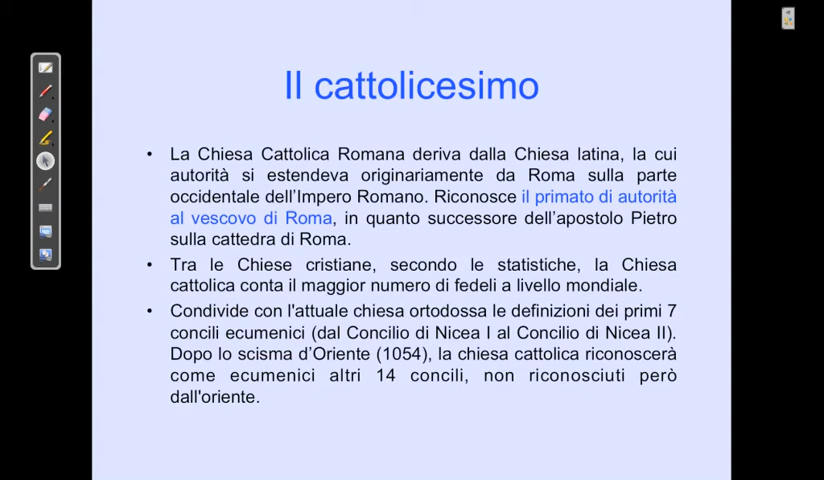 Il cattolicesimo
• La Chiesa Cattolica Romana deriva dalla Chiesa latina, la cui
autorità si estendeva originariamente da Roma sulla parte
occidentale dell'Impero Romano. Riconosce il primato di autorità
al vescovo di Roma, in quanto successore dell'apostolo Pietro
sulla cattedra di Roma.
• Tra le Chiese cristiane, secondo le statistiche, la Chiesa
cattolica conta il maggior numero di fedeli a livello mondiale.
• Condivide con l'attuale chiesa ortodossa le definizioni dei primi 7
concili ecumenici (dal Concilio di Nicea I al Concilio di Nicea II).
Dopo lo scisma d'Oriente (1054), la chiesa cattolica riconoscerà
come ecumenici altri 14 concili, non riconosciuti però
dall'oriente.